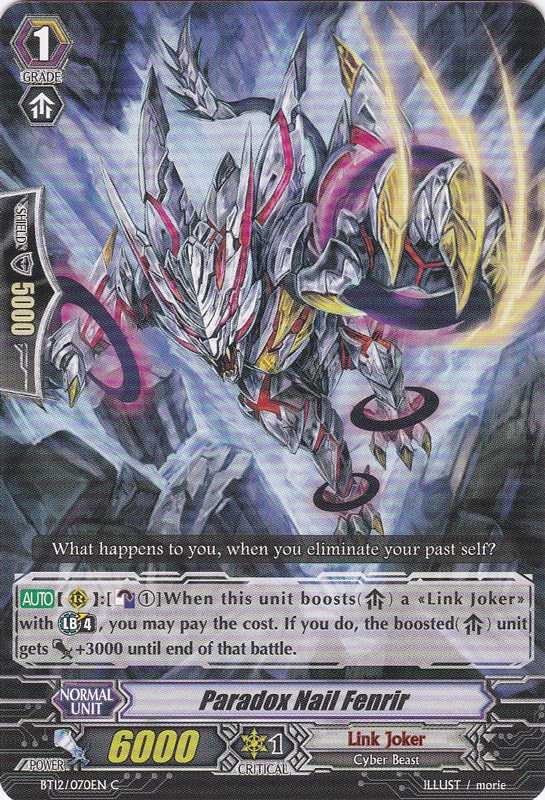 1
GRADE
SHIELD
5000
What happens to you, when you eliminate your past self?
AUTO [ R ]:[ ①]When this unit boosts( ) a «Link Joker»
with LB 4, you may pay the cost. If you do, the boosted( ) unit
gets +3000 until end of that battle.
NORMAL
UNIT
Paradox Nail Fenrir
POWER
6000
1
CRITICAL
Link Joker
Cyber Beast
BT12/070EN C
ILLUST / morie